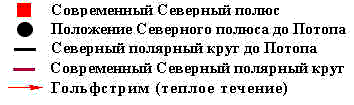 Современный Северный полюс
Положение Северного полюса до Потопа
Северный полярный круг до Потопа
Современный Северный полярный круг
Гольфстрим (теплое течение)